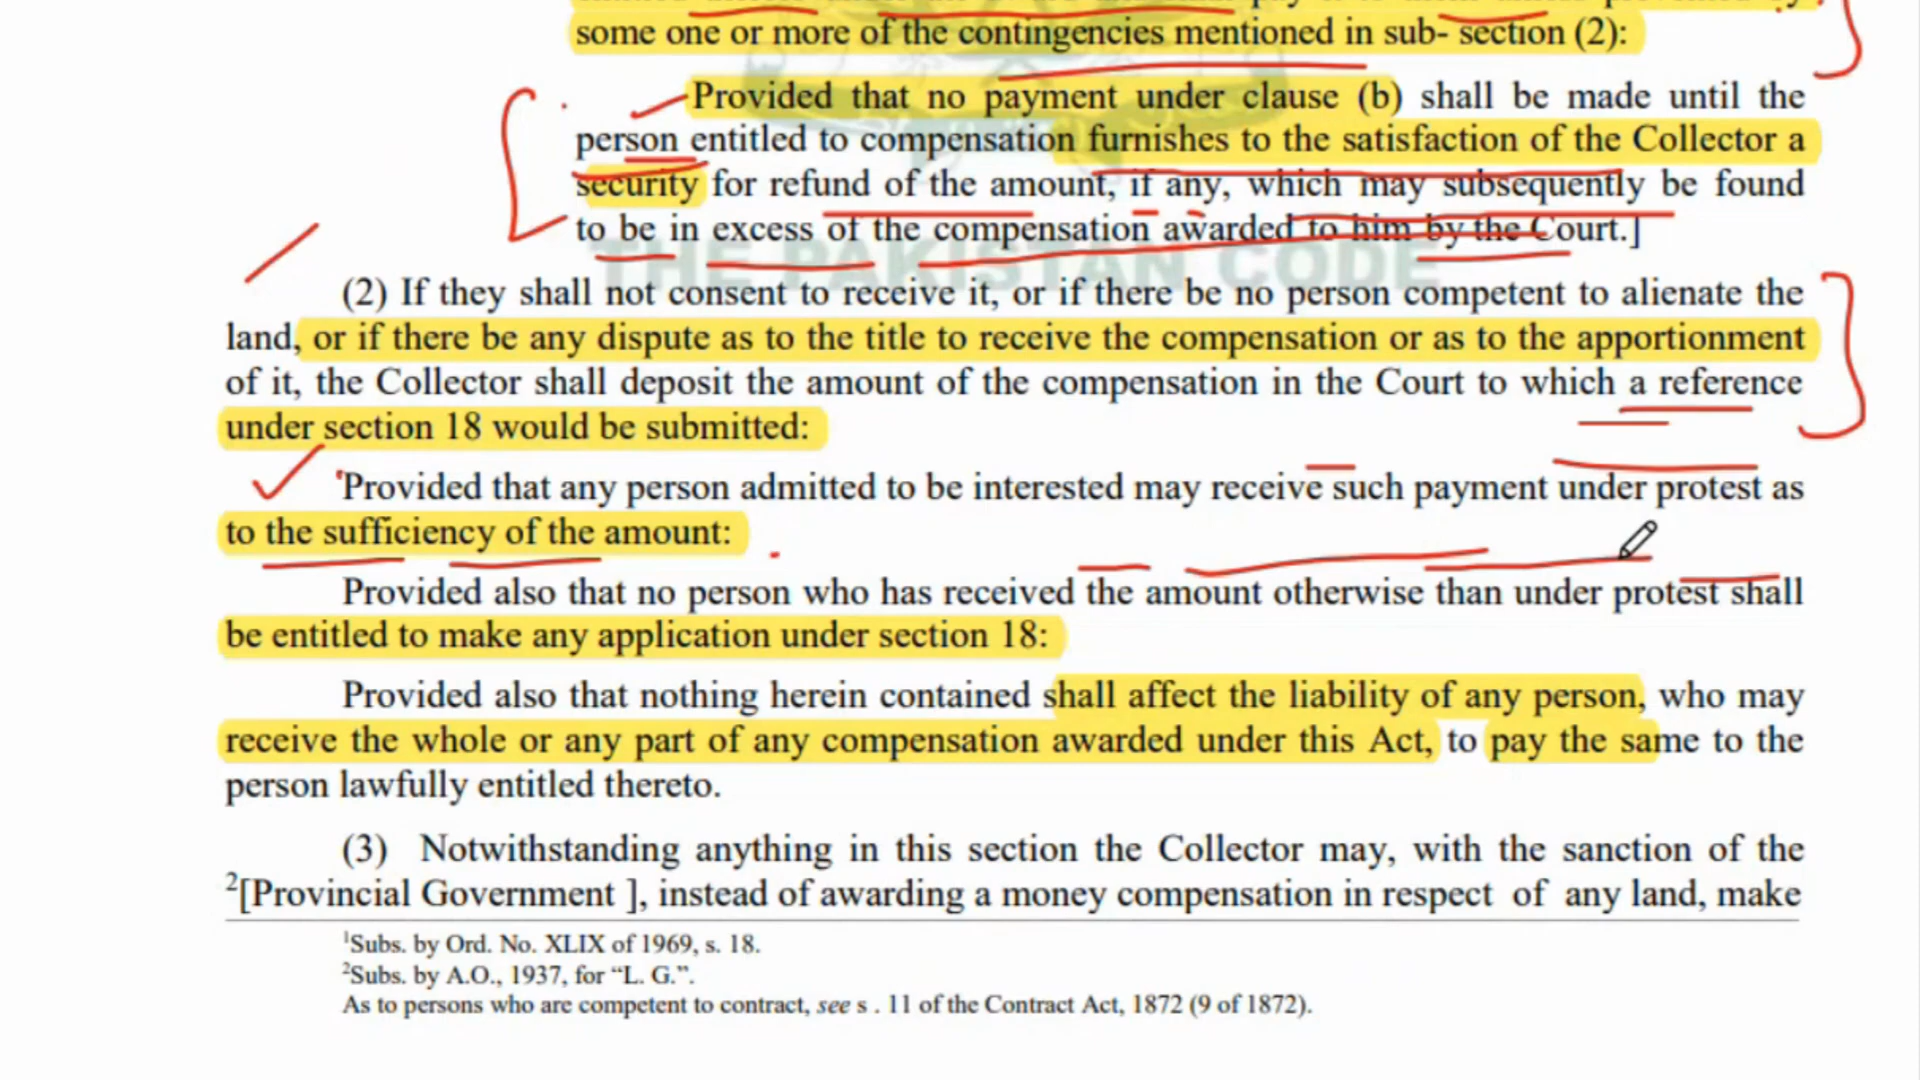 some one or more of the contingencies mentioned in sub- section (2):
Provided that no payment under clause (b) shall be made until the
person entitled to compensation furnishes to the satisfaction of the Collector a
security for refund of the amount, if any, which may subsequently be found
to be in excess of the compensation awarded to him by the Court.]
THE PAKISTAN CODE
(2) If they shall not consent to receive it, or if there be no person competent to alienate the
land, or if there be any dispute as to the title to receive the compensation or as to the apportionment
of it, the Collector shall deposit the amount of the compensation in the Court to which a reference
under section 18 would be submitted:
Provided that any person admitted to be interested may receive such payment under protest as
to the sufficiency of the amount:
Provided also that no person who has received the amount otherwise than under protest shall
be entitled to make any application under section 18:
Provided also that nothing herein contained shall affect the liability of any person, who may
receive the whole or any part of any compensation awarded under this Act, to pay the same to the
person lawfully entitled thereto.
(3) Notwithstanding anything in this section the Collector may, with the sanction of the
2[Provincial Government ], instead of awarding a money compensation in respect of any land, make
1Subs. by Ord. No. XLIX of 1969, s. 18.
2Subs. by A.O., 1937, for “L. G.”.
As to persons who are competent to contract, see s . 11 of the Contract Act, 1872 (9 of 1872).